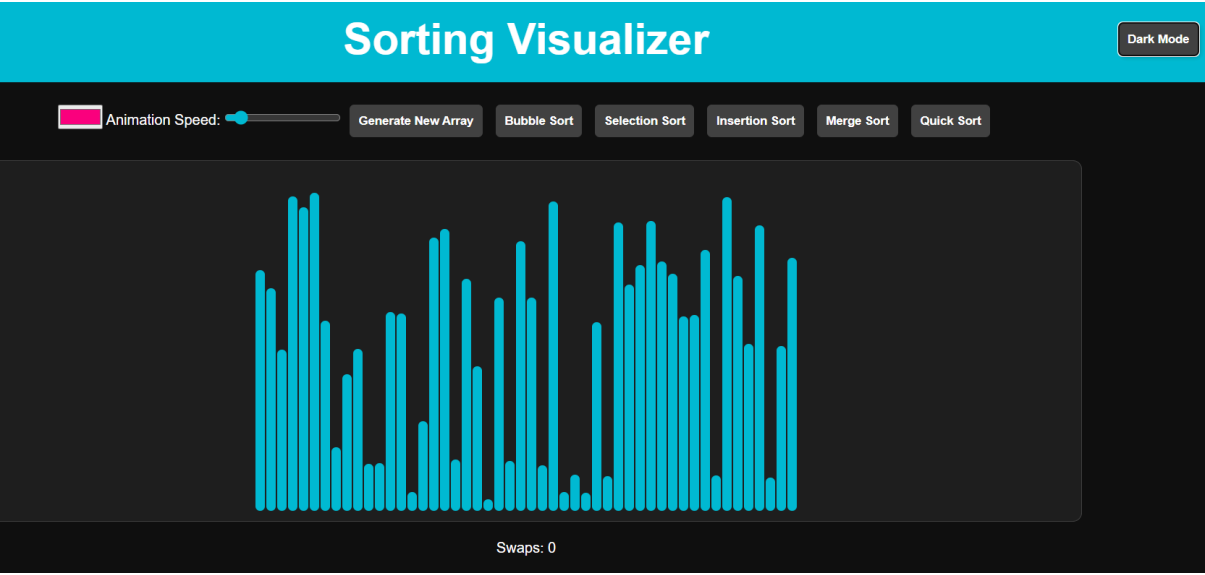 Sorting Visualizer
Dark Mode
Animation Speed:
Generate New Array
Bubble Sort
Selection Sort
Insertion Sort
Merge Sort
Quick Sort
Swaps: 0